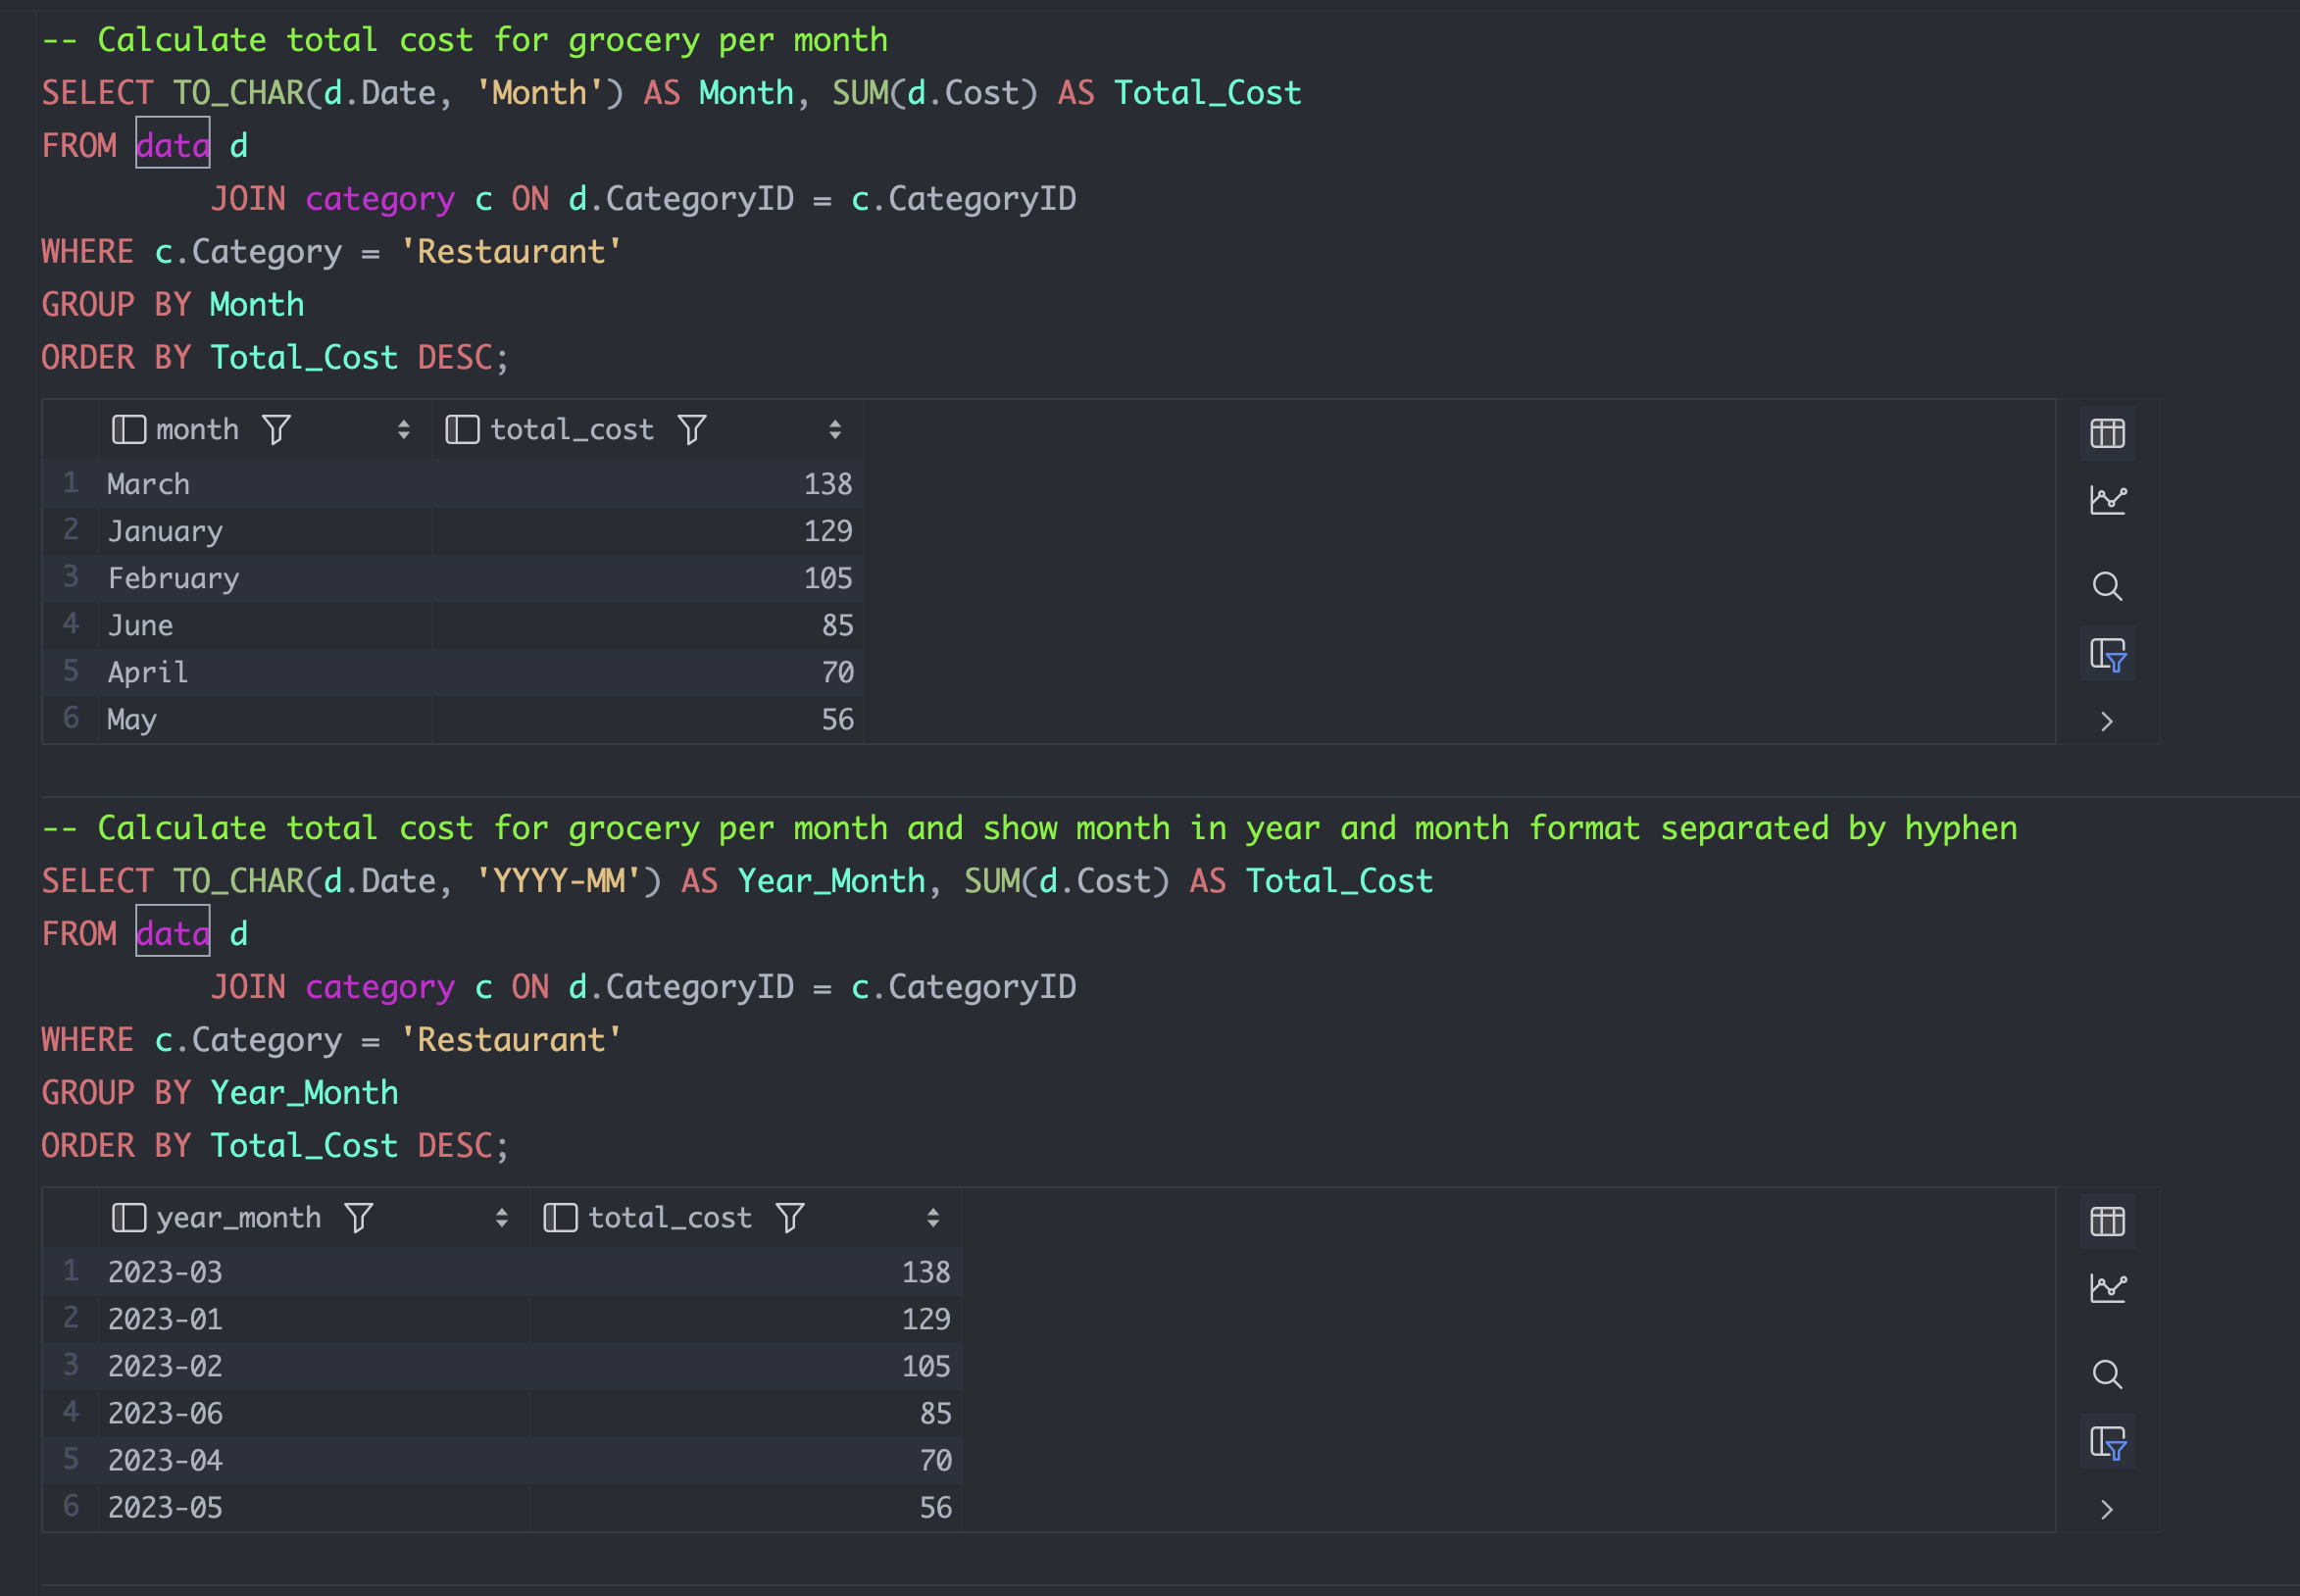 -- Calculate total cost for grocery per month
SELECT TO_CHAR(d.Date, 'Month') AS Month, SUM(d.Cost) AS Total_Cost
FROM data d
JOIN category c ON d.CategoryID = c.CategoryID
WHERE c.Category = 'Restaurant'
GROUP BY Month
ORDER BY Total_Cost DESC;
month total_cost
1 March 138
2 January 129
3 February 105
4 June 85
5 April 70
6 May 56
-- Calculate total cost for grocery per month and show month in year and month format separated by hyphen
SELECT TO_CHAR(d.Date, 'YYYY-MM') AS Year_Month, SUM(d.Cost) AS Total_Cost
FROM data d
JOIN category c ON d.CategoryID = c.CategoryID
WHERE c.Category = 'Restaurant'
GROUP BY Year_Month
ORDER BY Total_Cost DESC;
year_month total_cost
1 2023-03 138
2 2023-01 129
3 2023-02 105
4 2023-06 85
5 2023-04 70
6 2023-05 56